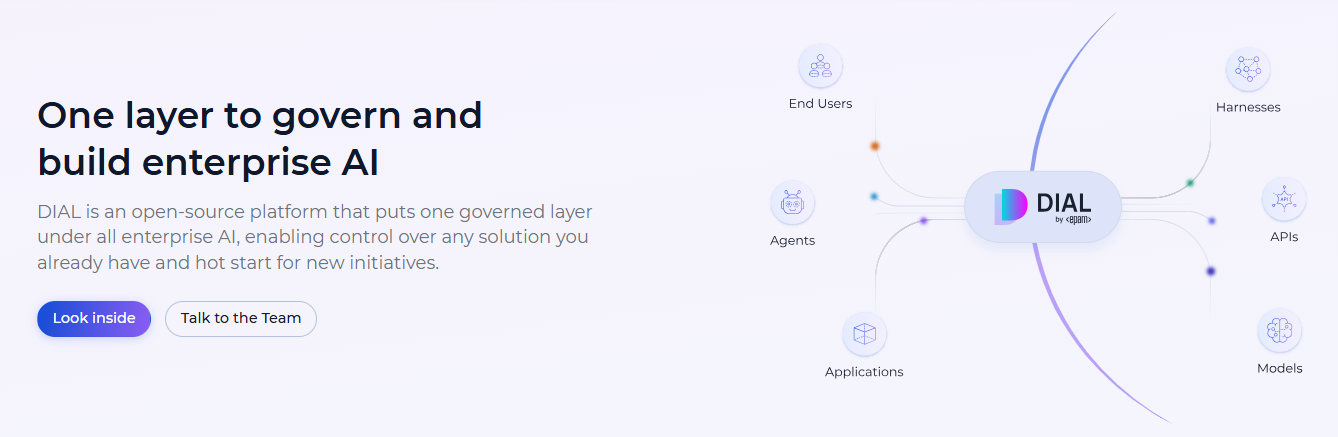 One layer to govern and
build enterprise AI
DIAL is an open-source platform that puts one governed layer
under all enterprise AI, enabling control over any solution you
already have and hot start for new initiatives.
Look inside
Talk to the Team
End Users
Agents
Applications
DIAL
by <epam>
Harnesses
API
APIs
Models